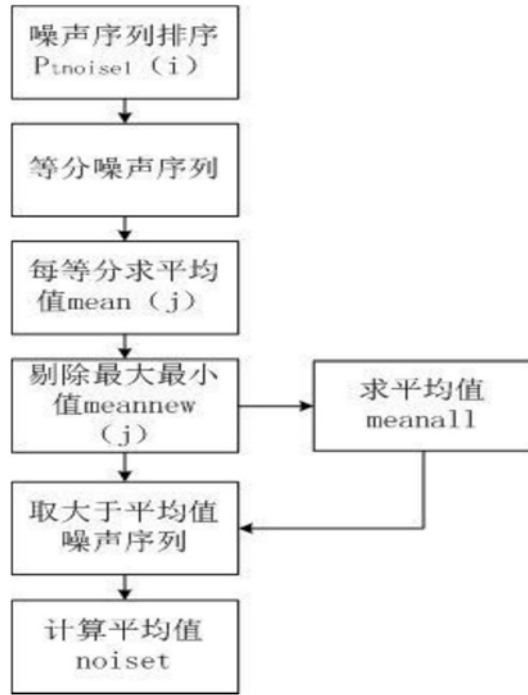 噪声序列排序
Ptnoise1（i）
等分噪声序列
每等分求平均
值mean（j）
剔除最大最小
值meannew
（j）
求平均值
meanall
取大于平均值
噪声序列
计算平均值
noiset